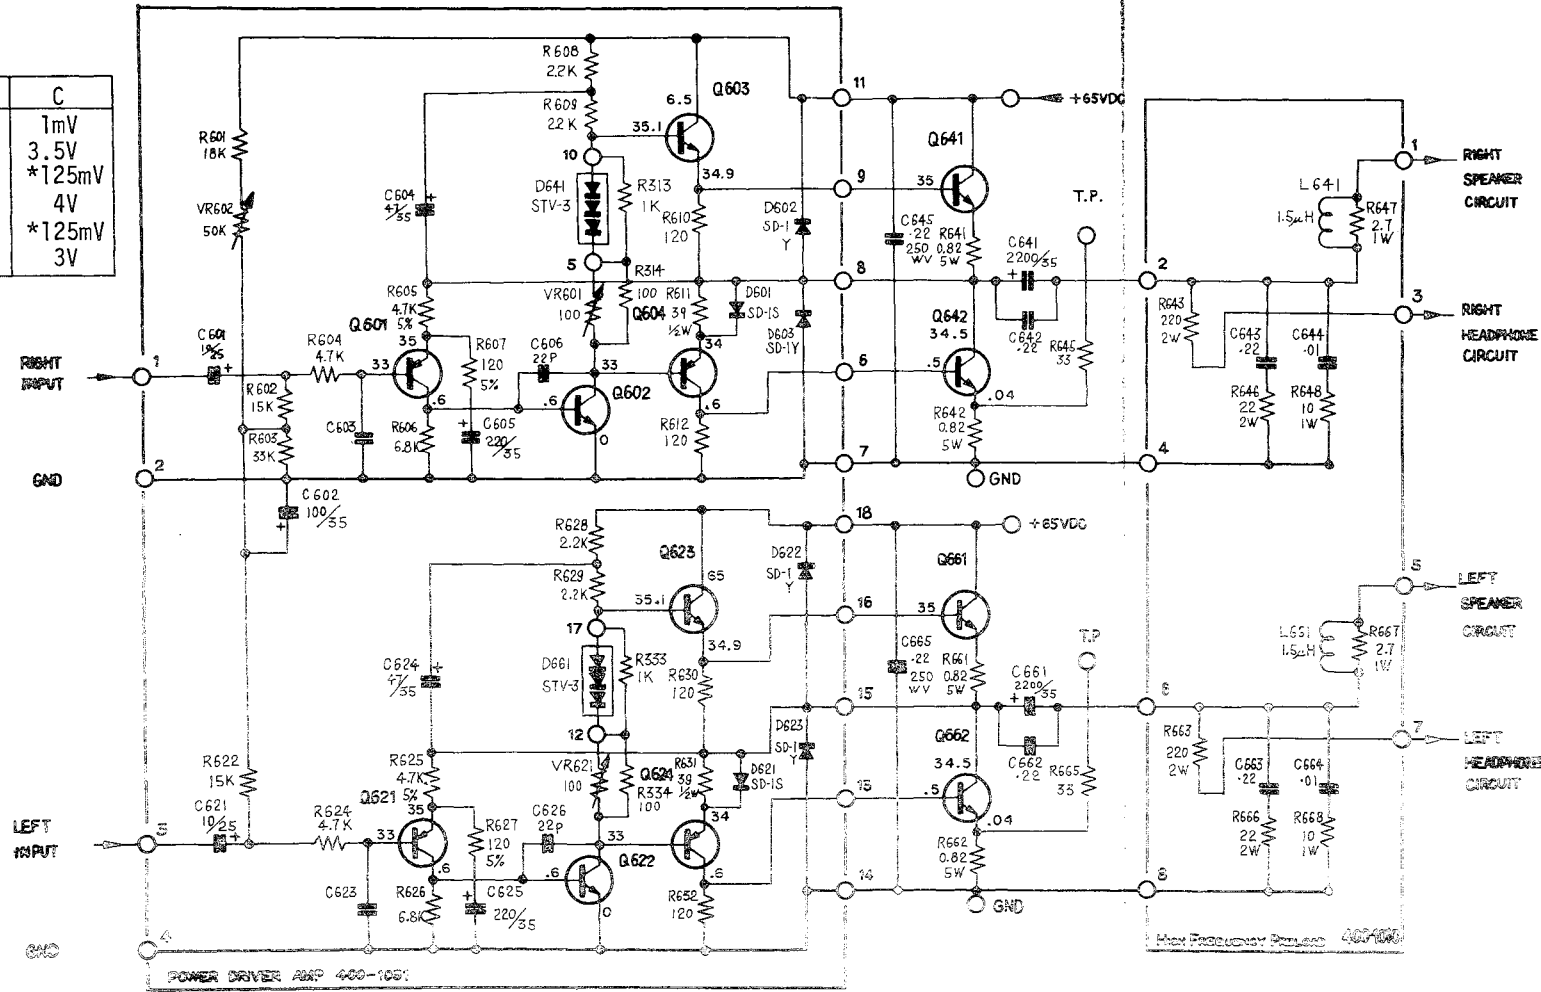 C
1mV
3.5V
*125mV
4V
*125mV
3V
R608
2.2K
R609
22K
Q603
6.5
35.1
34.9
11
+65VDC
R601
18K
VR602
50K
C604
47/35
10
D641
STV-3
R313
1K
R610
120
5
R314
100
VR601
100
R611
39
1/2W
D601
SD-1S
9
D602
SD-1
Y
8
D603
SD-1Y
Q641
35
C645
.22
250
WV
R641
0.82
5W
C641
2200/35
T.P.
C642
.22
R645
33
Q642
34.5
.5
.04
R642
0.82
5W
GND
1
RIGHT
SPEAKER
CIRCUIT
L641
1.5μH
R647
2.7
1W
2
3
RIGHT
HEADPHONE
CIRCUIT
R643
220
2W
C643
.22
C644
.01
R646
22
2W
R648
10
1W
4
R605
4.7K
5%
Q601
35
33
.6
R607
120
5%
C606
22P
33
Q604
34
.6
Q602
.6
0
R612
120
6
7
RIGHT
INPUT
1
C601
R604
4.7K
R602
15K
R603
33K
C603
R606
6.8K
C605
220/35
GND
2
C602
100/35
R628
2.2K
R629
2.2K
Q623
65
35.1
34.9
18
+65VDC
D622
SD-1
Y
Q661
16
35
17
D661
STV-3
R333
1K
R630
120
C624
47/35
C665
.22
250
WV
R661
0.82
5W
C661
2200/35
T.P
15
12
D623
SD-1
Y
Q662
34.5
C662
.22
R665
33
13
.5
.04
R662
0.82
5W
14
GND
5
LEFT
SPEAKER
CIRCUIT
L661
1.5μH
R667
2.7
1W
6
7
LEFT
HEADPHONE
CIRCUIT
R663
220
2W
C663
.22
C664
.01
R666
22
2W
R668
10
1W
8
R622
15K
R625
4.7K
5%
VR621
100
Q624
R334
100
R631
39
1/2W
D621
SD-1S
Q621
35
33
.6
R627
120
5%
C626
22P
33
34
.6
Q622
.6
0
R632
120
LEFT
INPUT
3
C621
10/25
R624
4.7K
C623
R626
6.8K
C625
220/35
GND
4
POWER DRIVER AMP 400-1051
HIGH FREQUENCY PRELOAD